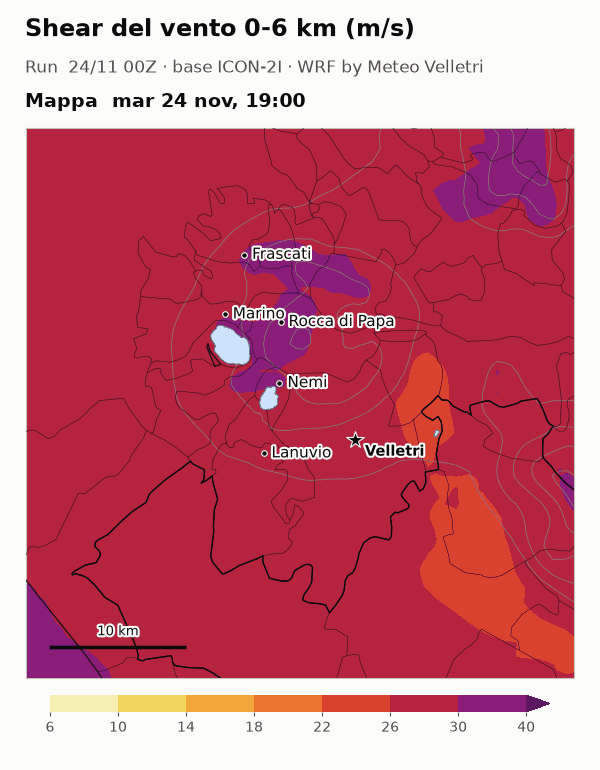 Shear del vento 0-6 km (m/s)
Run  24/11 00Z · base ICON-2I · WRF by Meteo Velletri
Mappa  mar 24 nov, 19:00
Frascati
Marino
Rocca di Papa
Nemi
Velletri
Lanuvio
10 km
6 10 14 18 22 26 30 40